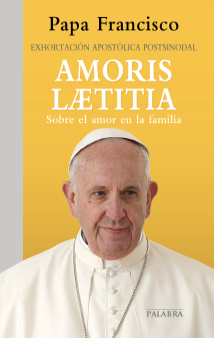 Papa Francisco
EXHORTACIÓN APOSTÓLICA POSTSINODAL
AMORIS
LÆTITIA
Sobre el amor en la familia
PALABRA